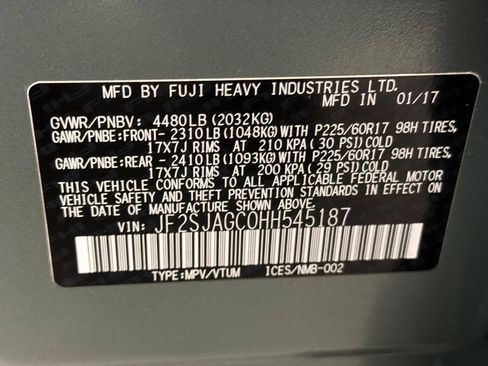 MFD BY FUJI HEAVY INDUSTRIES LTD.
IN JAPAN 01/17
GVWR/PNBV: 4480LB(2032KG)
GAWR/PNBE:FRONT-2310LB(1048KG)WITH P225/60R17 98H TIRES,
17X7J RIMS AT 210 KPA( 30 PSI)COLD
GAWR/PNBE:REAR -2410LB(1093KG)WITH P225/60R17 98H TIRES,
17X7J RIMS AT 200 KPA( 29 PSI)COLD
THIS VEHICLE CONFORMS TO ALL APPLICABLE FEDERAL MOTOR
VEHICLE SAFETY STANDARDS IN EFFECT ON THE DATE OF
MANUFACTURE SHOWN ABOVE.
VIN: JF2SJAGC0HH545187
TYPE:MPV/VTUM ICES/NMB-002